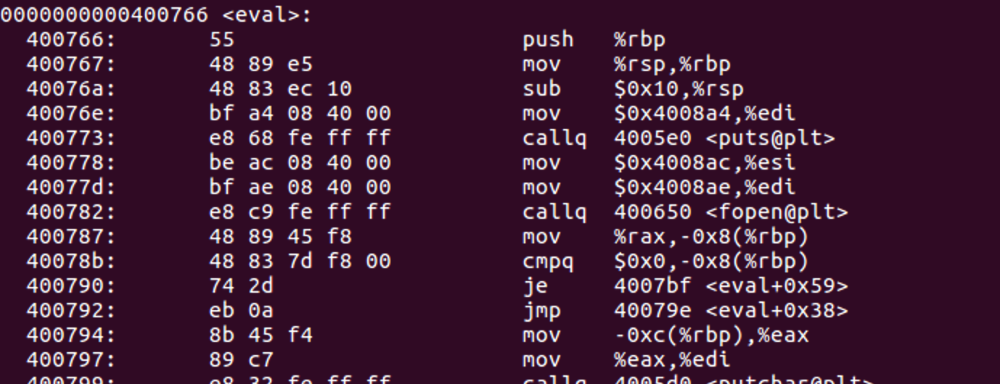 0000000000400766 <eval>:
400766: 55 push %rbp
400767: 48 89 e5 mov %rsp,%rbp
40076a: 48 83 ec 10 sub $0x10,%rsp
40076e: bf a4 08 40 00 mov $0x4008a4,%edi
400773: e8 68 fe ff ff callq 4005e0 <puts@plt>
400778: be ac 08 40 00 mov $0x4008ac,%esi
40077d: bf ae 08 40 00 mov $0x4008ae,%edi
400782: e8 c9 fe ff ff callq 400650 <fopen@plt>
400787: 48 89 45 f8 mov %rax,-0x8(%rbp)
40078b: 48 83 7d f8 00 cmpq $0x0,-0x8(%rbp)
400790: 74 2d je 4007bf <eval+0x59>
400792: eb 0a jmp 40079e <eval+0x38>
400794: 8b 45 f4 mov -0xc(%rbp),%eax
400797: 89 c7 mov %eax,%edi
400799: e8 32 fe ff ff callq 4005d0 <putchar@plt>